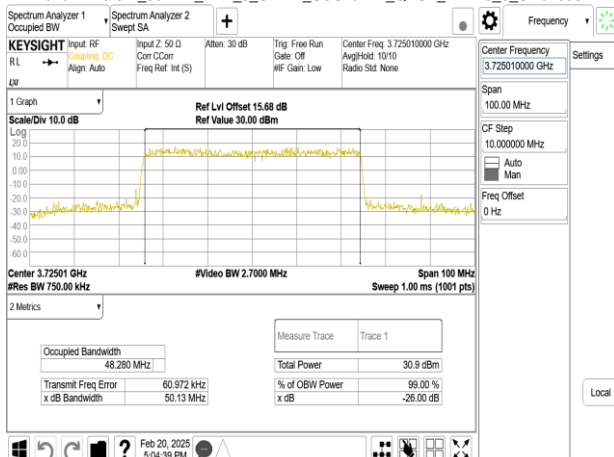 Spectrum Analyzer 1
Occupied BW
Spectrum Analyzer 2
Swept SA
Frequency
KEYSIGHT
RL
Input: RF
Coupling: DC
Align: Auto
Input Z: 50 Ω
Corr CCorr
Freq Ref: Int (S)
Atten: 30 dB
Trig: Free Run
Gate: Off
#IF Gain: Low
Center Freq: 3.725010000 GHz
Avg|Hold: 10/10
Radio Std: None
LXI
Center Frequency
3.725010000 GHz
Settings
Span
100.00 MHz
CF Step
10.000000 MHz
Auto
Man
Freq Offset
0 Hz
Local
1 Graph
Scale/Div 10.0 dB
Ref Lvl Offset 15.68 dB
Ref Value 30.00 dBm
Log
20.0
10.0
0.00
-10.0
-20.0
-30.0
-40.0
-50.0
-60.0
Center 3.72501 GHz
#Video BW 2.7000 MHz
Span 100 MHz
#Res BW 750.00 kHz
Sweep 1.00 ms (1001 pts)
2 Metrics
Measure Trace Trace 1
Occupied Bandwidth
48.280 MHz
Total Power 30.9 dBm
Transmit Freq Error 60.972 kHz
% of OBW Power 99.00 %
x dB Bandwidth 50.13 MHz
x dB -26.00 dB
Feb 20, 2025
5:04:39 PM